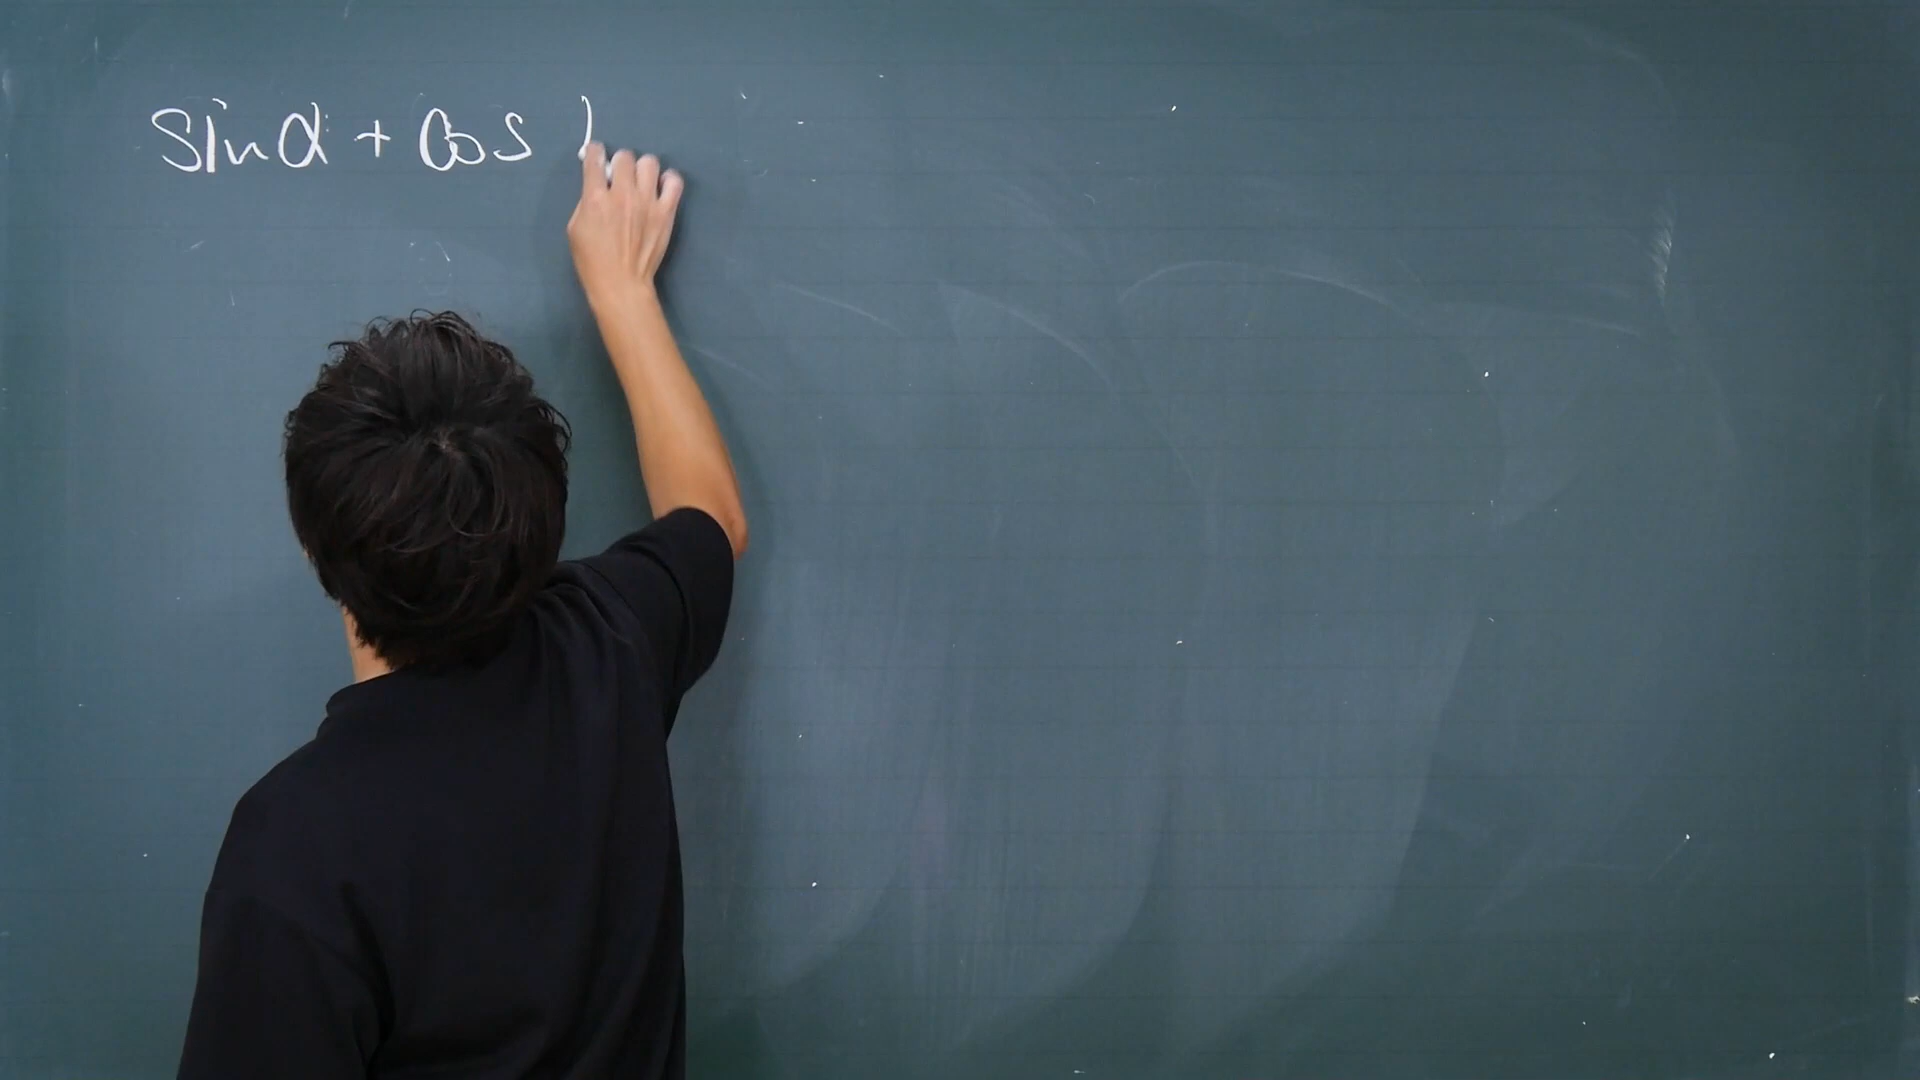 sinα + cos